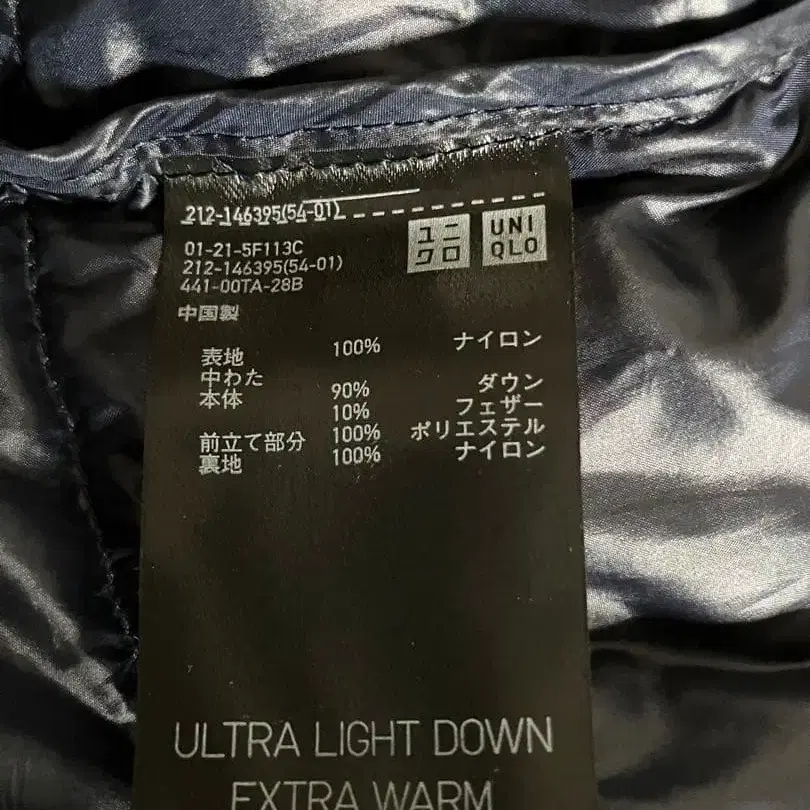 212-146395(54-01)
ユニ
クロ
UNI
QLO
01-21-5F113C
212-146395(54-01)
441-00TA-28B
中国製
表地 100% ナイロン
中わた
本体 90% ダウン
10% フェザー
前立て部分 100% ポリエステル
裏地 100% ナイロン
ULTRA LIGHT DOWN
EXTRA WARM